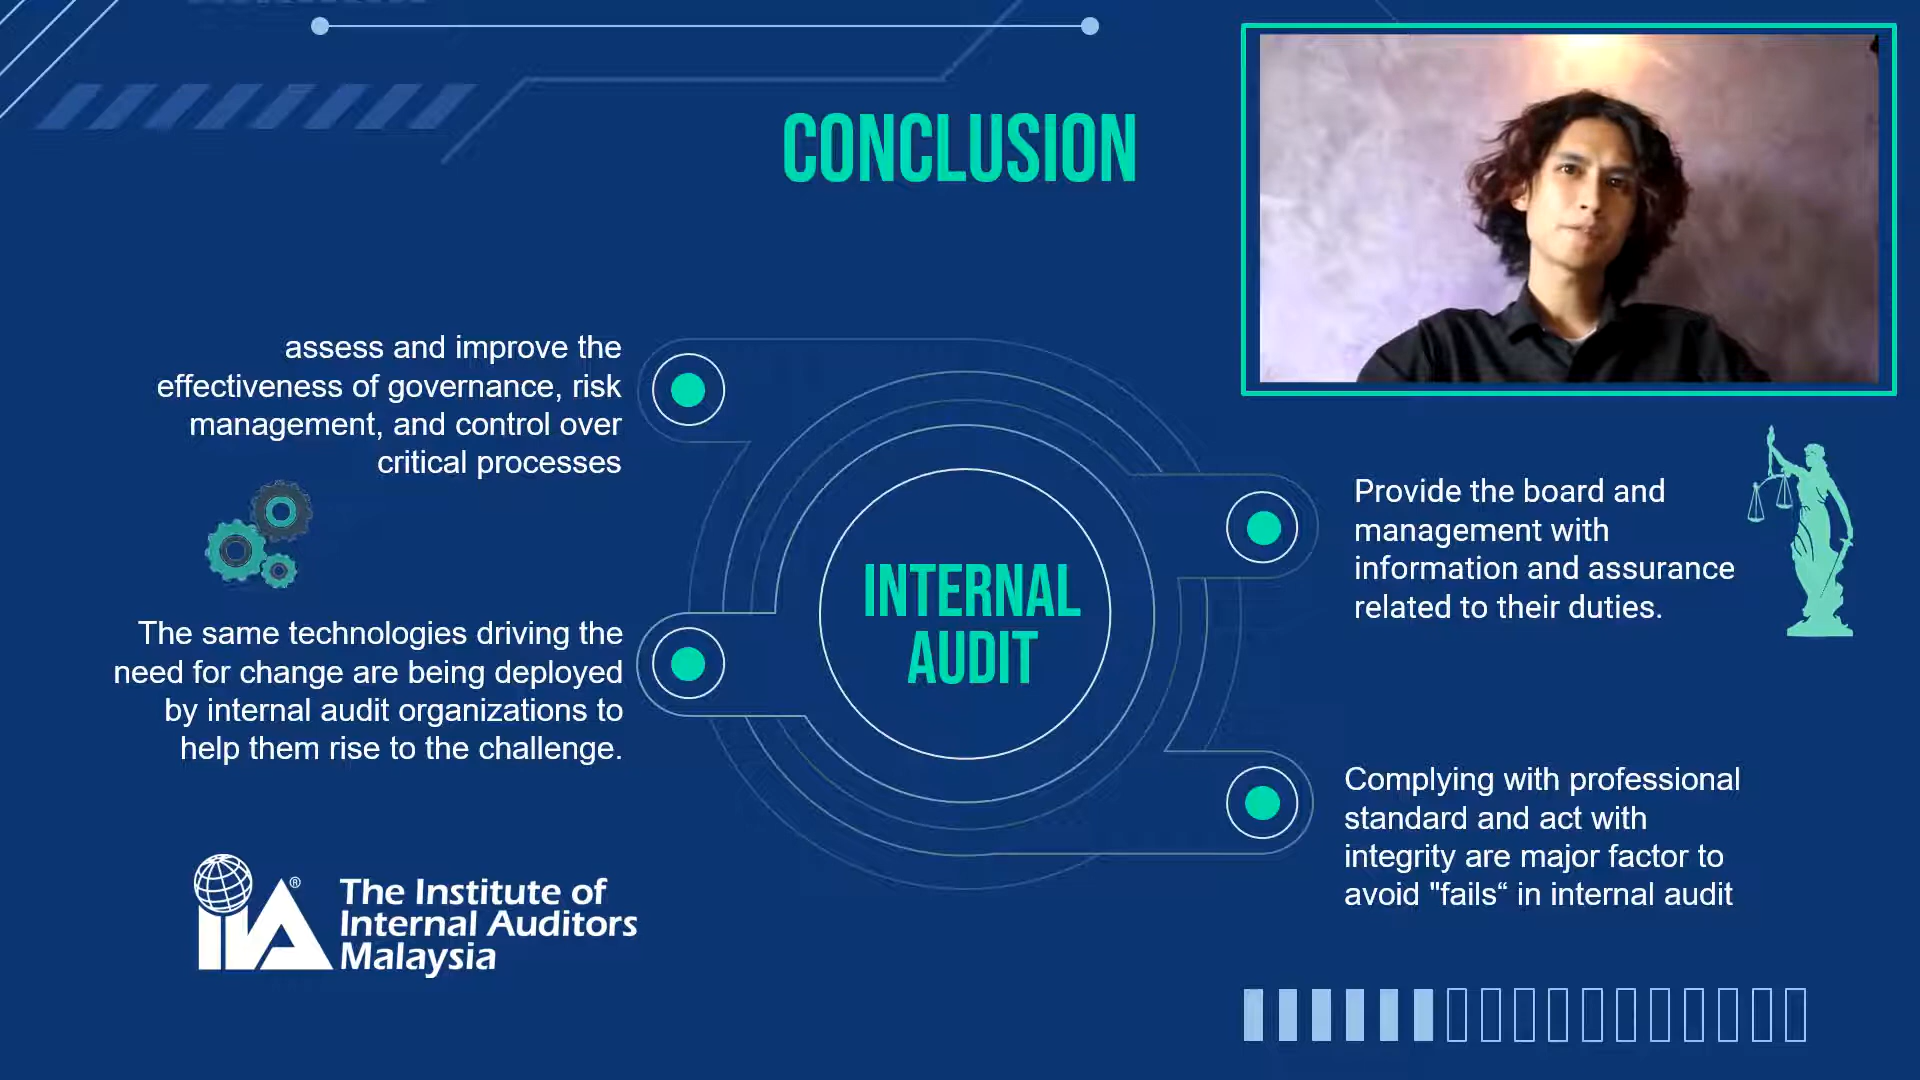 CONCLUSION
assess and improve the
effectiveness of governance, risk
management, and control over
critical processes
The same technologies driving the
need for change are being deployed
by internal audit organizations to
help them rise to the challenge.
INTERNAL
AUDIT
Provide the board and
management with
information and assurance
related to their duties.
Complying with professional
standard and act with
integrity are major factor to
avoid "fails“ in internal audit
IIA®
The Institute of
Internal Auditors
Malaysia